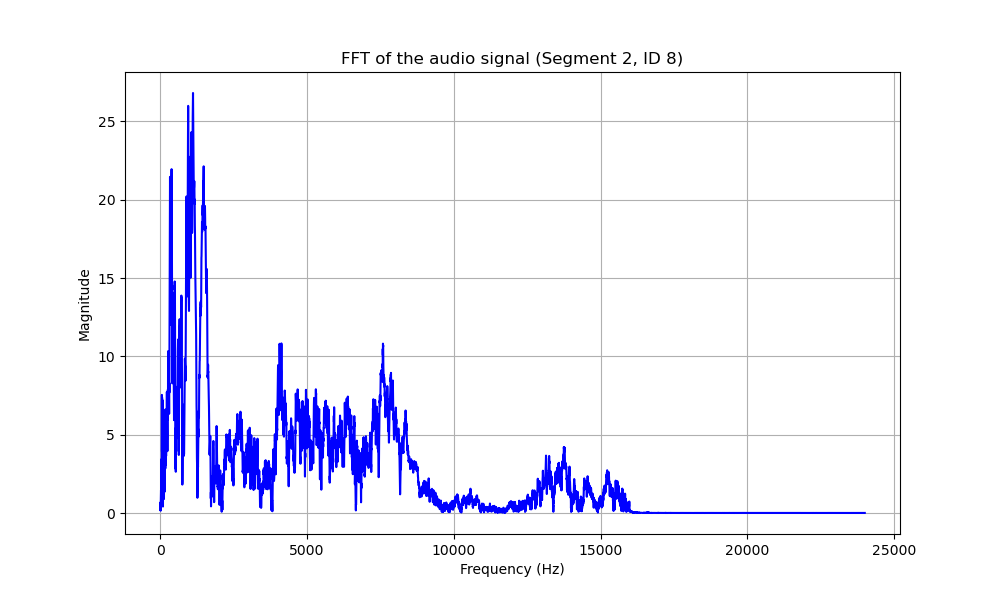 FFT of the audio signal (Segment 2, ID 8)
25
20
15
10
5
0
Magnitude
0 5000 10000 15000 20000 25000
Frequency (Hz)